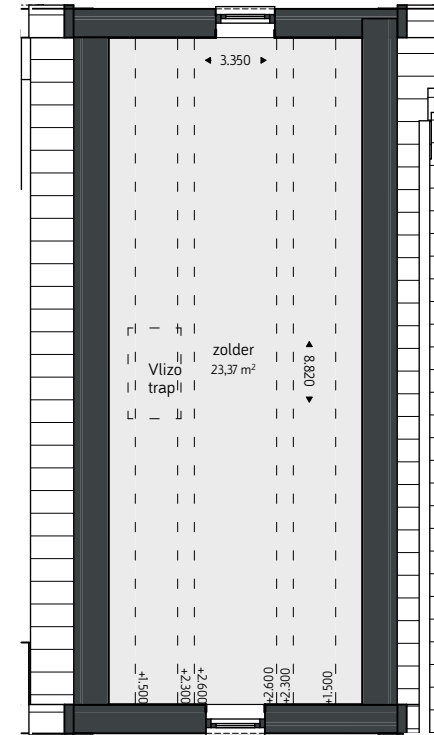 3.350
zolder
23,37 m²
8.820
Vlizo
trap
+1.500
+2.300
+2.600
+2.600
+2.300
+1.500